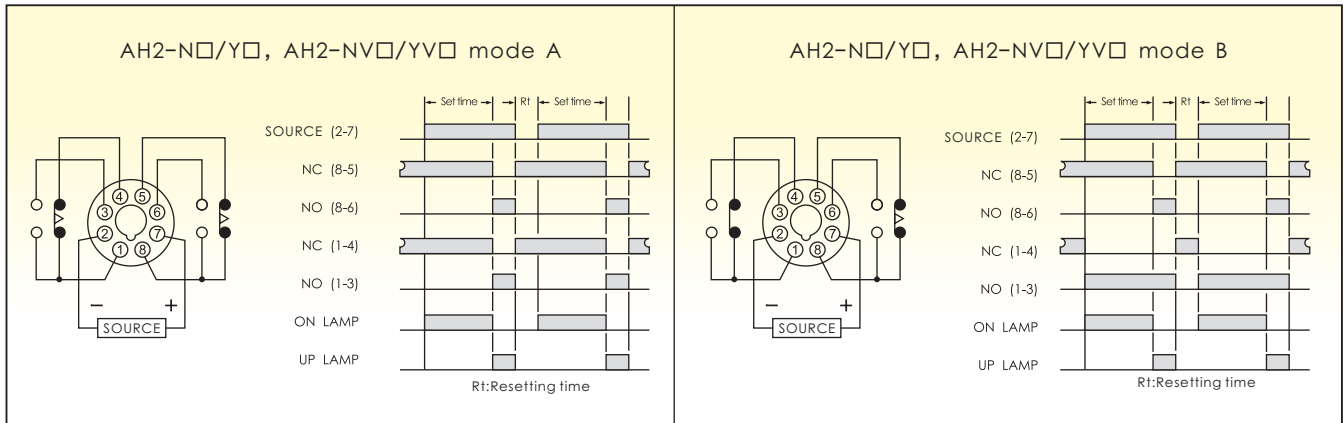 AH2-N□/Y□, AH2-NV□/YV□ mode A
Set time Rt Set time
SOURCE (2-7)
NC (8-5)
NO (8-6)
NC (1-4)
NO (1-3)
ON LAMP
UP LAMP
Rt:Resetting time
4 5
3 6
2 7
1 8
− +
SOURCE
AH2-N□/Y□, AH2-NV□/YV□ mode B
Set time Rt Set time
SOURCE (2-7)
NC (8-5)
NO (8-6)
NC (1-4)
NO (1-3)
ON LAMP
UP LAMP
Rt:Resetting time
4 5
3 6
2 7
1 8
− +
SOURCE